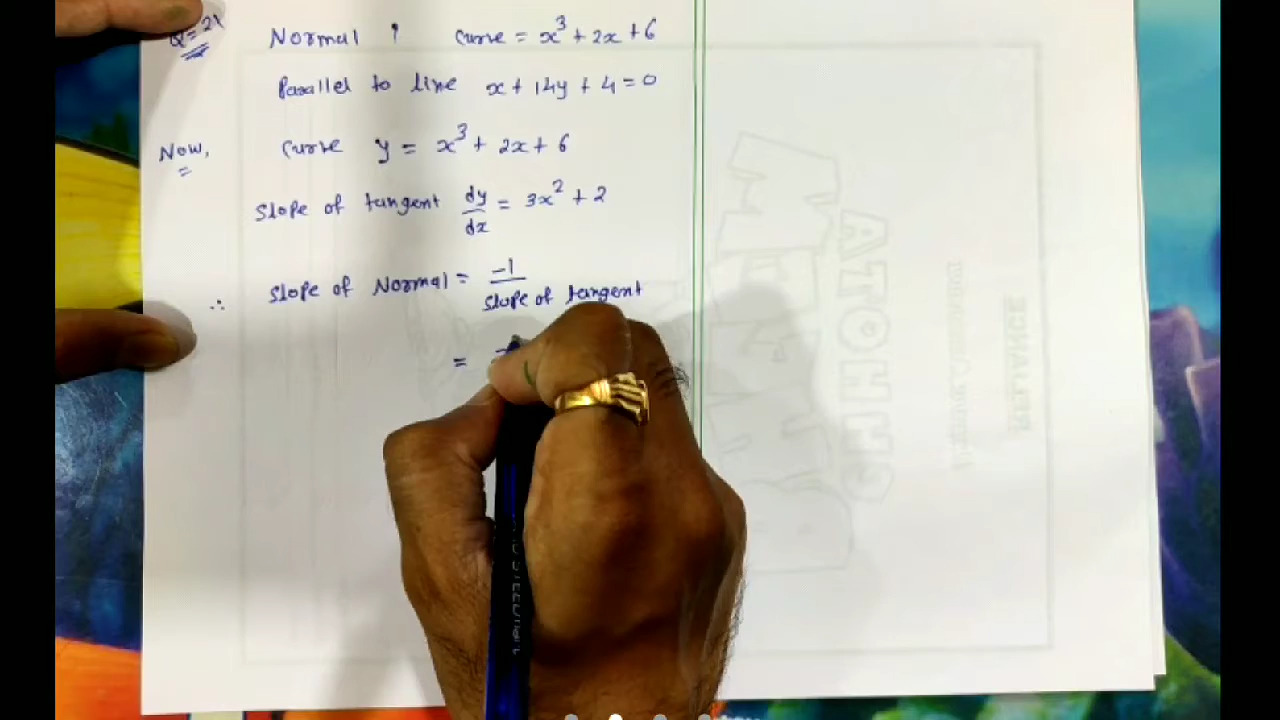 Q=21 Normal ? Curve = x³ + 2x + 6
Parallel to line x + 14y + 4 = 0
Now, Curve y = x³ + 2x + 6
Slope of tangent dy/dx = 3x² + 2
∴ Slope of Normal = -1/Slope of tangent
= -
RELIANCE